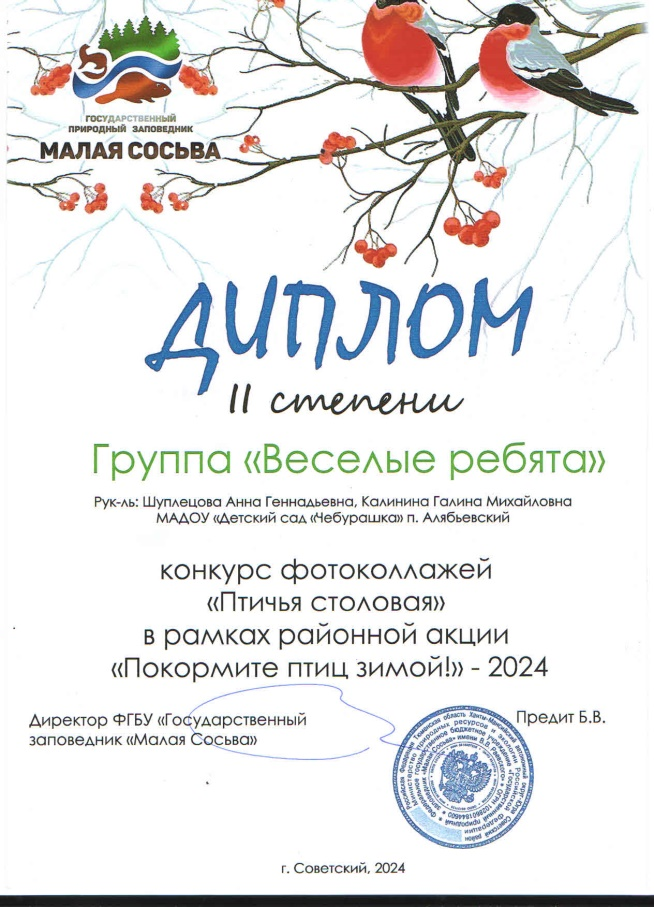 ГОСУДАРСТВЕННЫЙ
ПРИРОДНЫЙ ЗАПОВЕДНИК
МАЛАЯ СОСЬВА
ДИПЛОМ
II степени
Группа «Веселые ребята»
Рук-ль: Шуплецова Анна Геннадьевна, Калинина Галина Михайловна
МАДОУ «Детский сад «Чебурашка» п. Алябьевский
конкурс фотоколлажей
«Птичья столовая»
в рамках районной акции
«Покормите птиц зимой!» - 2024
Директор ФГБУ «Государственный
заповедник «Малая Сосьва»
Предит Б.В.
г. Советский, 2024